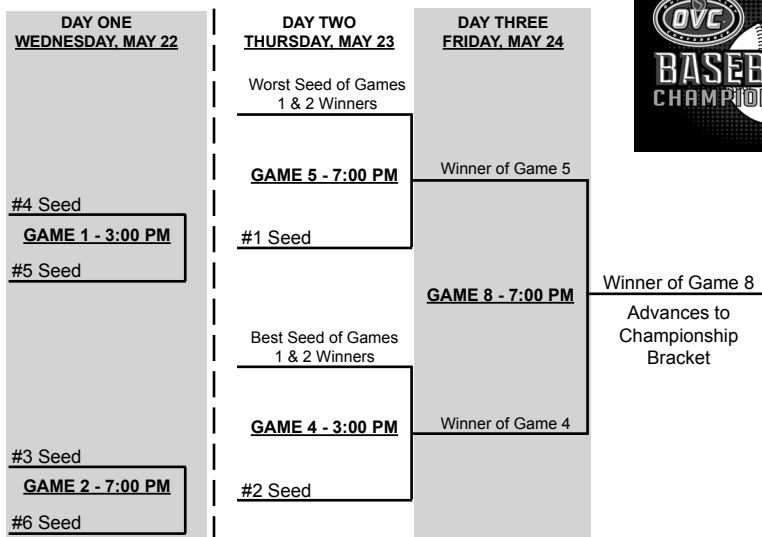 DAY ONE
WEDNESDAY, MAY 22
DAY TWO
THURSDAY, MAY 23
DAY THREE
FRIDAY, MAY 24
OVC
Worst Seed of Games
1 & 2 Winners
GAME 5 - 7:00 PM
#1 Seed
Winner of Game 5
#4 Seed
GAME 1 - 3:00 PM
#5 Seed
GAME 8 - 7:00 PM
Winner of Game 8
Advances to
Championship
Bracket
Best Seed of Games
1 & 2 Winners
GAME 4 - 3:00 PM
#2 Seed
Winner of Game 4
#3 Seed
GAME 2 - 7:00 PM
#6 Seed